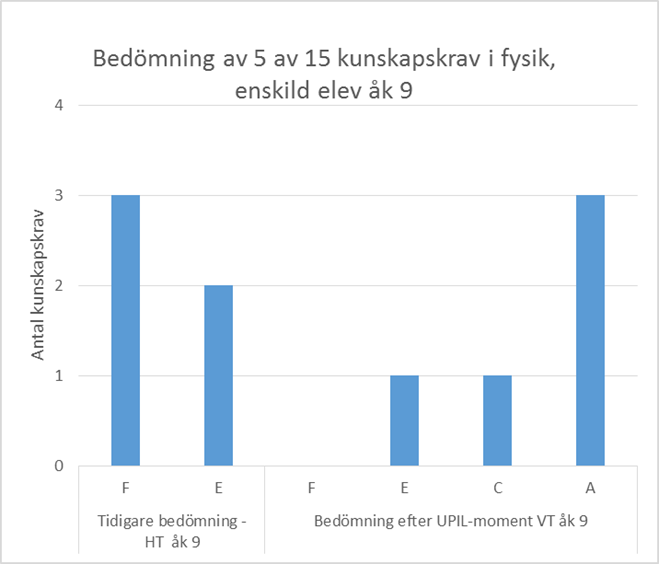 Bedömning av 5 av 15 kunskapskrav i fysik,
enskild elev åk 9
Antal kunskapskrav
4
3
2
1
0
F E F E C A
Tidigare bedömning -
HT åk 9
Bedömning efter UPIL-moment VT åk 9